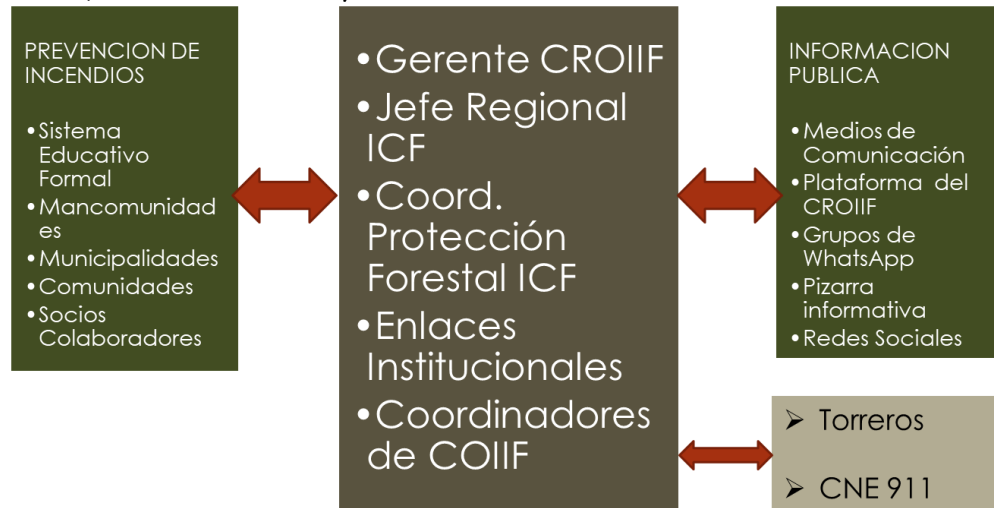 PREVENCION DE
INCENDIOS
•Sistema
Educativo
Formal
•Mancomunidad
es
•Municipalidades
•Comunidades
•Socios
Colaboradores
•Gerente CROIIF
•Jefe Regional
ICF
•Coord.
Protección
Forestal ICF
•Enlaces
Institucionales
•Coordinadores
de COIIF
INFORMACION
PUBLICA
•Medios de
Comunicación
•Plataforma del
CROIIF
•Grupos de
WhatsApp
•Pizarra
informativa
•Redes Sociales
➢ Torreros
➢ CNE 911